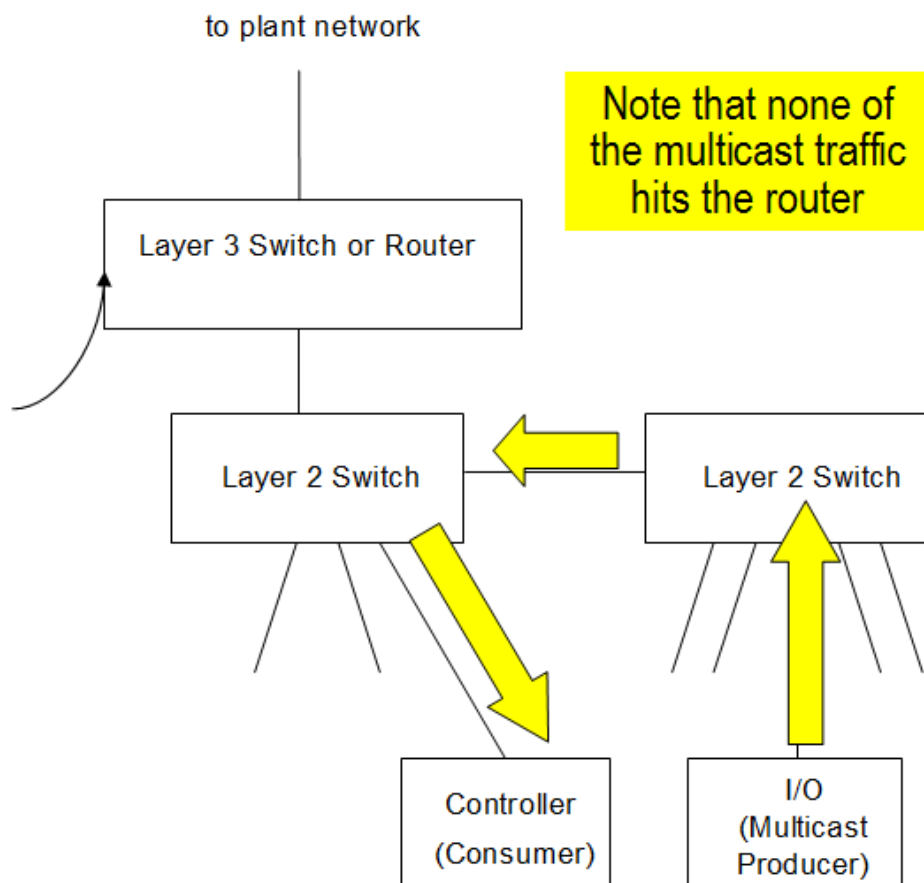 to plant network
Note that none of
the multicast traffic
hits the router
Layer 3 Switch or Router
Layer 2 Switch
Layer 2 Switch
Controller
(Consumer)
I/O
(Multicast
Producer)